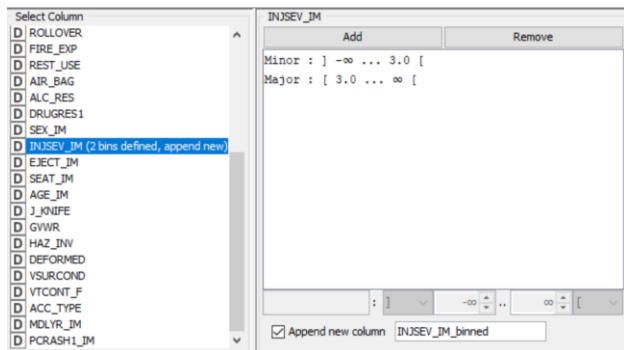 Select Column
D ROLLOVER
D FIRE_EXP
D REST_USE
D AIR_BAG
D ALC_RES
D DRUGRES1
D SEX_IM
D INJSEV_IM (2 bins defined, append new)
D EJECT_IM
D SEAT_IM
D AGE_IM
D J_KNIFE
D GVWR
D HAZ_INV
D DEFORMED
D VSURCOND
D VTCONT_F
D ACC_TYPE
D MDLYR_IM
D PCRASH1_IM
INJSEV_IM
Add Remove
Minor : ] -∞ ... 3.0 [
Major : [ 3.0 ... ∞ [
: ] -∞ .. ∞ [
Append new column INJSEV_IM_binned